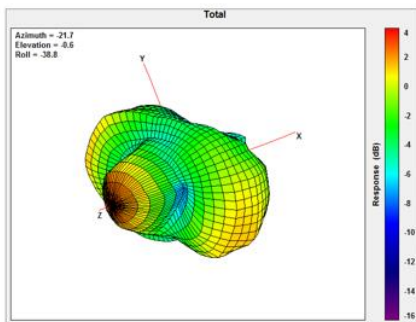 Total
Azimuth = -21.7
Elevation = -0.6
Roll = -38.8
Y
X
Z
Response (dB)
4
2
0
-2
-4
-6
-8
-10
-12
-14
-16